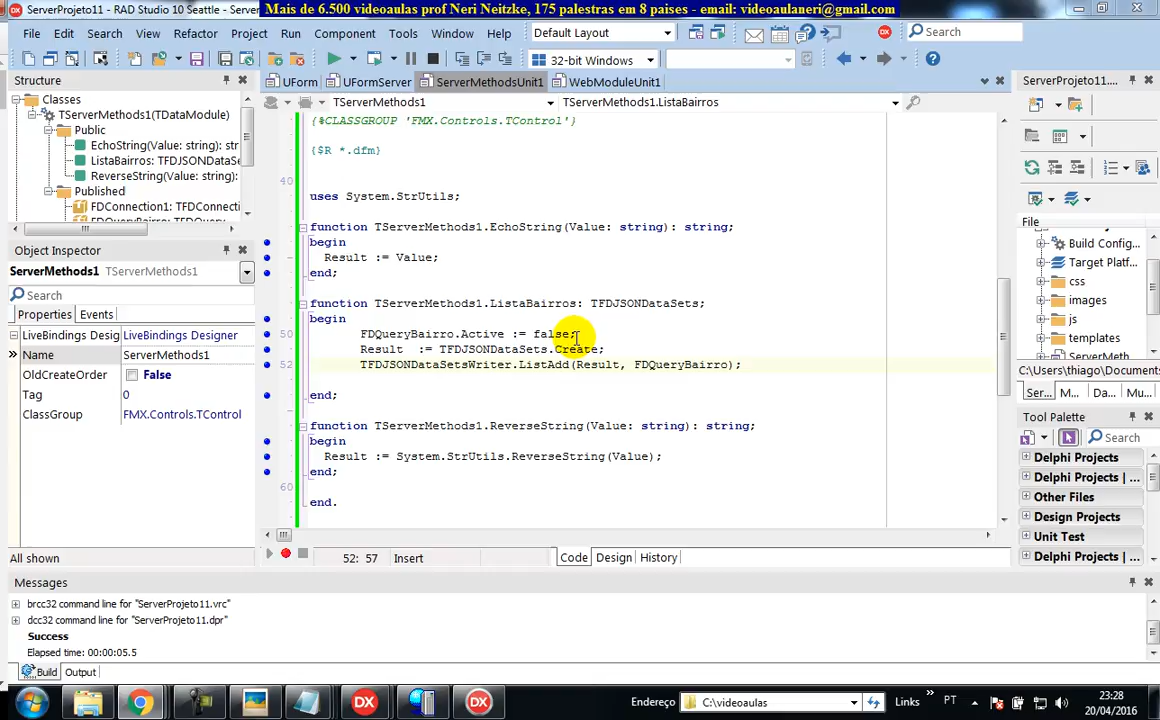 ServerProjeto11 - RAD Studio 10 Seattle - Server
Mais de 6.500 videoaulas prof Neri Neitzke, 175 palestras em 8 paises - email: videoaulaneri@gmail.com
File Edit Search View Refactor Project Run Component Tools Window Help
Default Layout
Search
32-bit Windows
Structure
Classes
TServerMethods1(TDataModule)
Public
EchoString(Value: string): str
ListaBairros: TFDJSONDataSe
ReverseString(Value: string):
Published
FDConnection1: TFDConnecti
FDQueryBairro: TFDQuery
Object Inspector
ServerMethods1 TServerMethods1
Search
Properties Events
LiveBindings Desig LiveBindings Designer
Name ServerMethods1
OldCreateOrder False
Tag 0
ClassGroup FMX.Controls.TControl
All shown
UForm UFormServer ServerMethodsUnit1 WebModuleUnit1
TServerMethods1 TServerMethods1.ListaBairros
{%CLASSGROUP 'FMX.Controls.TControl'}
{$R *.dfm}
40
uses System.StrUtils;
function TServerMethods1.EchoString(Value: string): string;
begin
Result := Value;
end;
function TServerMethods1.ListaBairros: TFDJSONDataSets;
begin
50 FDQueryBairro.Active := false;
Result := TFDJSONDataSets.Create;
52 TFDJSONDataSetsWriter.ListAdd(Result, FDQueryBairro);
end;
function TServerMethods1.ReverseString(Value: string): string;
begin
Result := System.StrUtils.ReverseString(Value);
end;
60
end.
52: 57 Insert
Code Design History
ServerProjeto11....
File
Build Config...
Target Platf...
css
images
js
templates
ServerMeth
C:\Users\thiago\Documents
Ser... M... Da... Mu...
Tool Palette
Search
Delphi Projects
Delphi Projects | ...
Other Files
Design Projects
Unit Test
Delphi Projects | ...
Messages
brcc32 command line for "ServerProjeto11.vrc"
dcc32 command line for "ServerProjeto11.dpr"
Success
Elapsed time: 00:00:05.5
Build Output
DX
DX
Endereço C:\videoaulas
Links
»
PT
23:28
20/04/2016